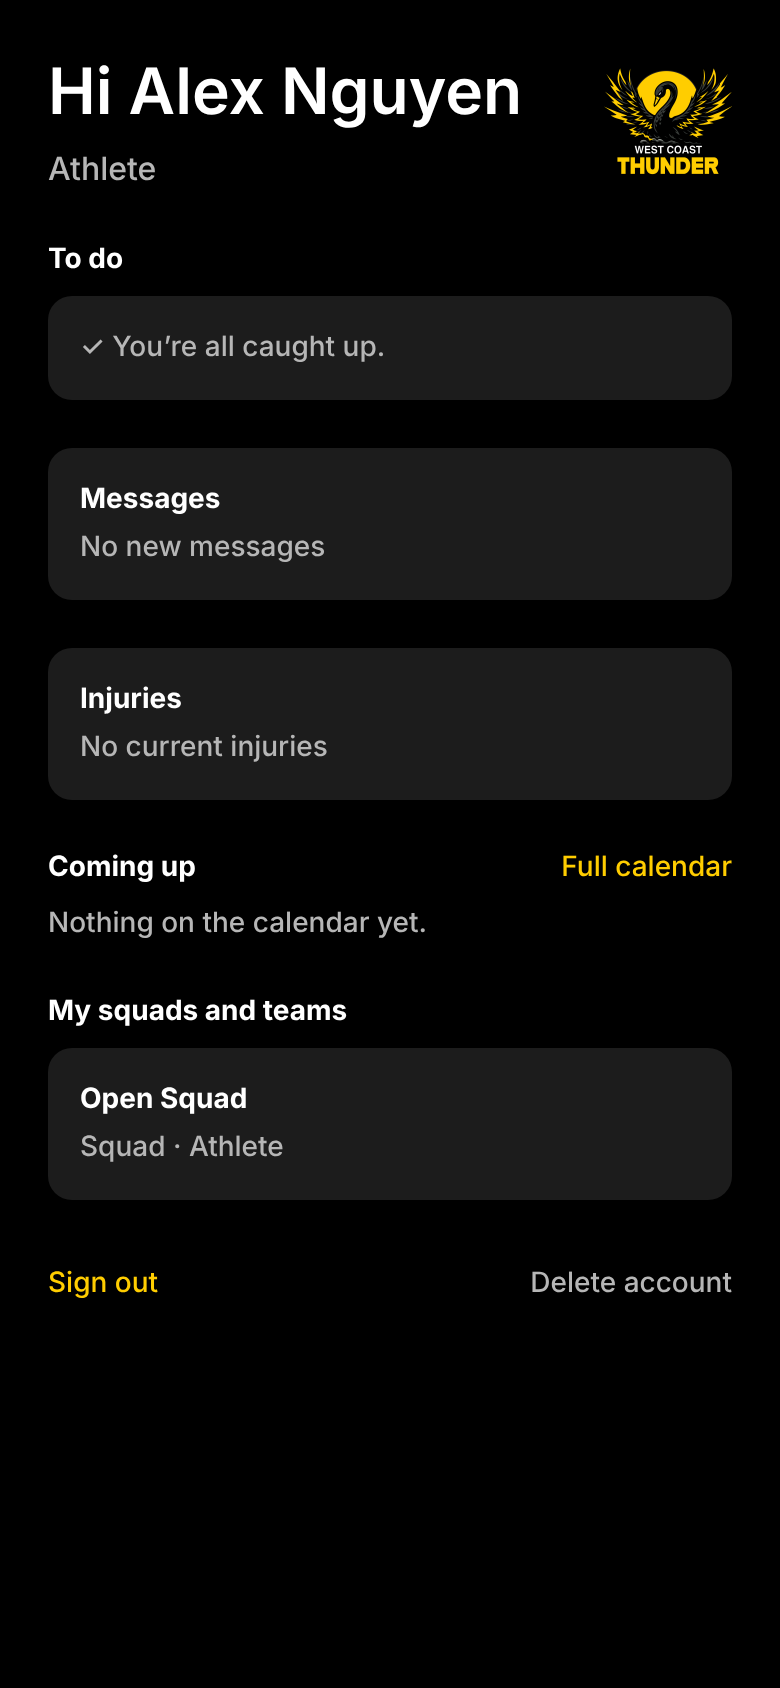 Hi Alex Nguyen
WEST COAST
THUNDER
Athlete
To do
✓ You’re all caught up.
Messages
No new messages
Injuries
No current injuries
Coming up
Full calendar
Nothing on the calendar yet.
My squads and teams
Open Squad
Squad · Athlete
Sign out
Delete account